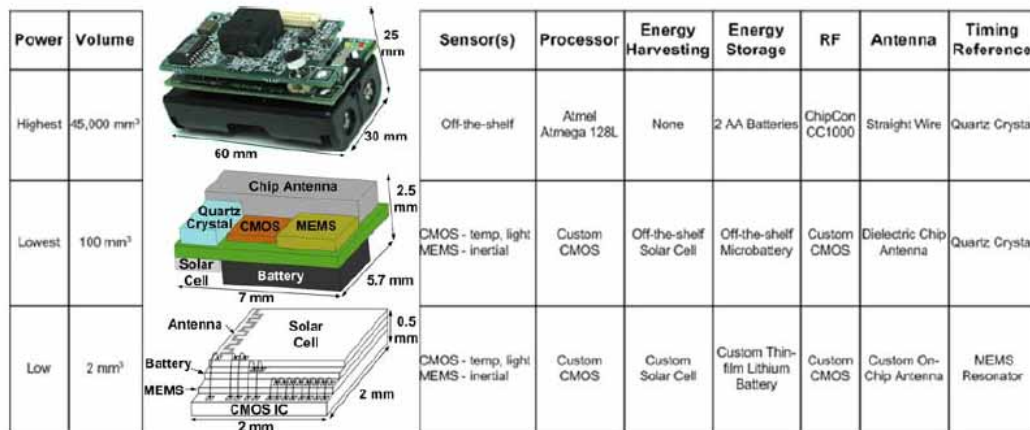 Power Volume
Sensor(s) Processor Energy Harvesting Energy Storage RF Antenna Timing Reference
25 mm
30 mm
60 mm
Highest 45,000 mm³
Off-the-shelf Atmel Atmega 128L None 2 AA Batteries ChipCon CC1000 Straight Wire Quartz Crystal
Chip Antenna
Quartz Crystal
CMOS
MEMS
Solar Cell
Battery
2.5 mm
5.7 mm
7 mm
Lowest 100 mm³
CMOS - temp, light
MEMS - inertial
Custom CMOS Off-the-shelf Solar Cell Off-the-shelf Microbattery Custom CMOS Dielectric Chip Antenna Quartz Crystal
Antenna
Solar Cell
Battery
MEMS
CMOS IC
0.5 mm
2 mm
2 mm
Low 2 mm³
CMOS - temp, light
MEMS - inertial
Custom CMOS Custom Solar Cell Custom Thin-film Lithium Battery Custom CMOS Custom On-Chip Antenna MEMS Resonator